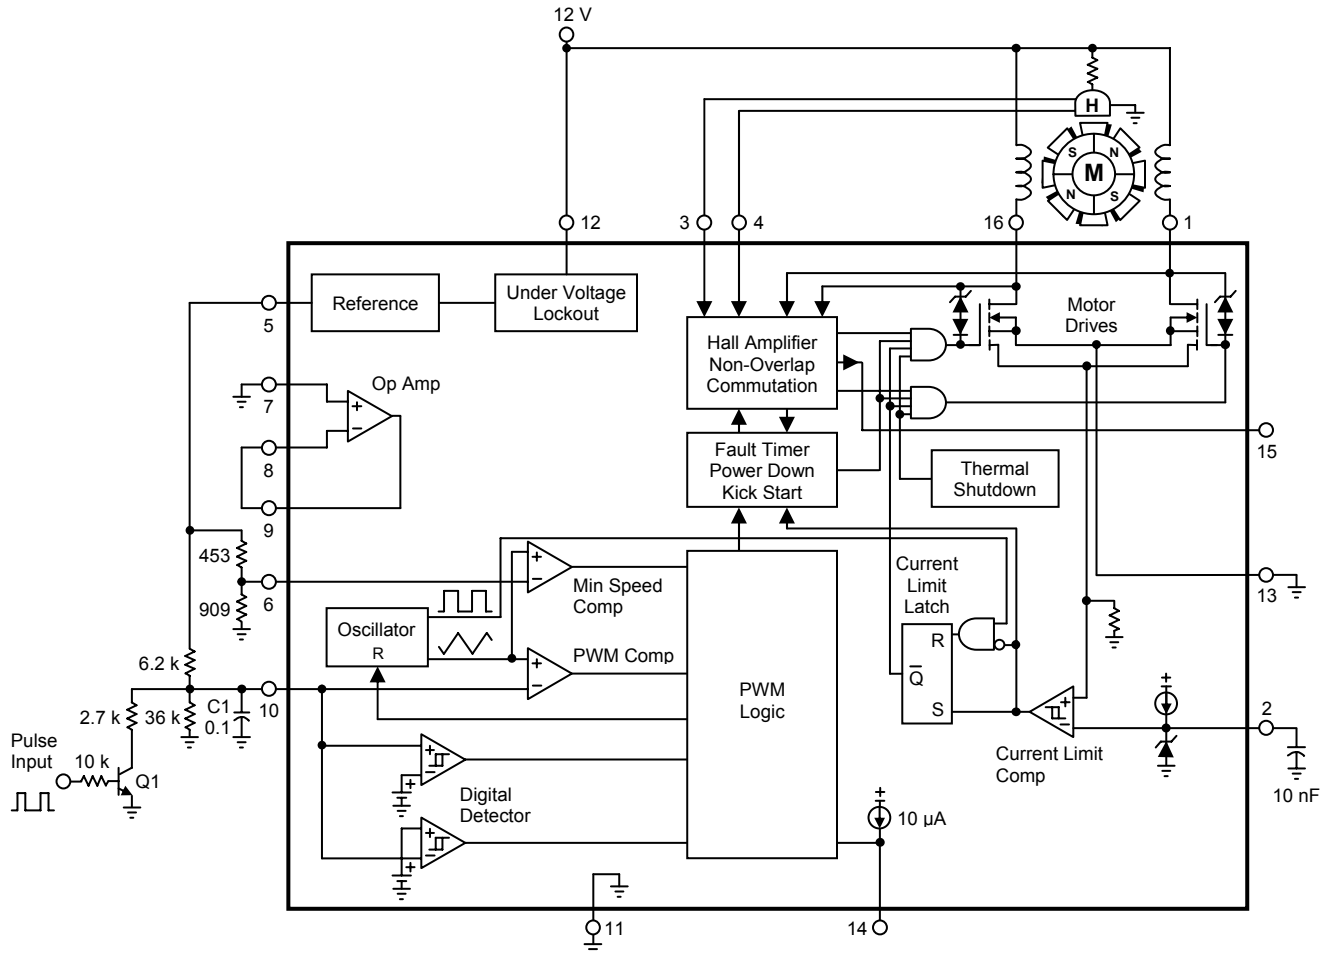 12 V
H
S
N
M
N
S
12
3
4
16
1
5
Reference
Under Voltage
Lockout
Motor
Drives
Hall Amplifier
Non-Overlap
Commutation
7
Op Amp
+
−
8
9
15
Fault Timer
Power Down
Kick Start
Thermal
Shutdown
453
909
6
+
−
Min Speed
Comp
Current
Limit
Latch
13
Oscillator
R
6.2 k
+
−
PWM Comp
R
Q
S
PWM
Logic
+
−
Current Limit
Comp
+
2
10 nF
2.7 k
36 k
C1
0.1
10
Pulse
Input
10 k
Q1
+
−
+
Digital
Detector
+
−
+
+
10 µA
11
14